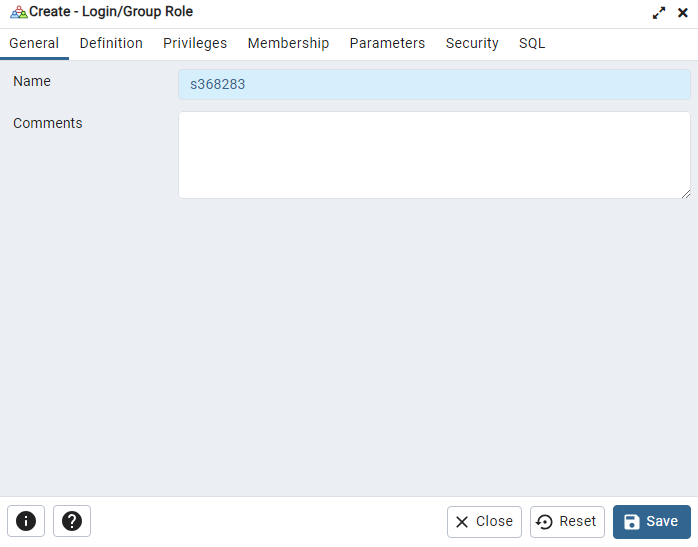 Create - Login/Group Role
General Definition Privileges Membership Parameters Security SQL
Name s368283
Comments
Close Reset Save